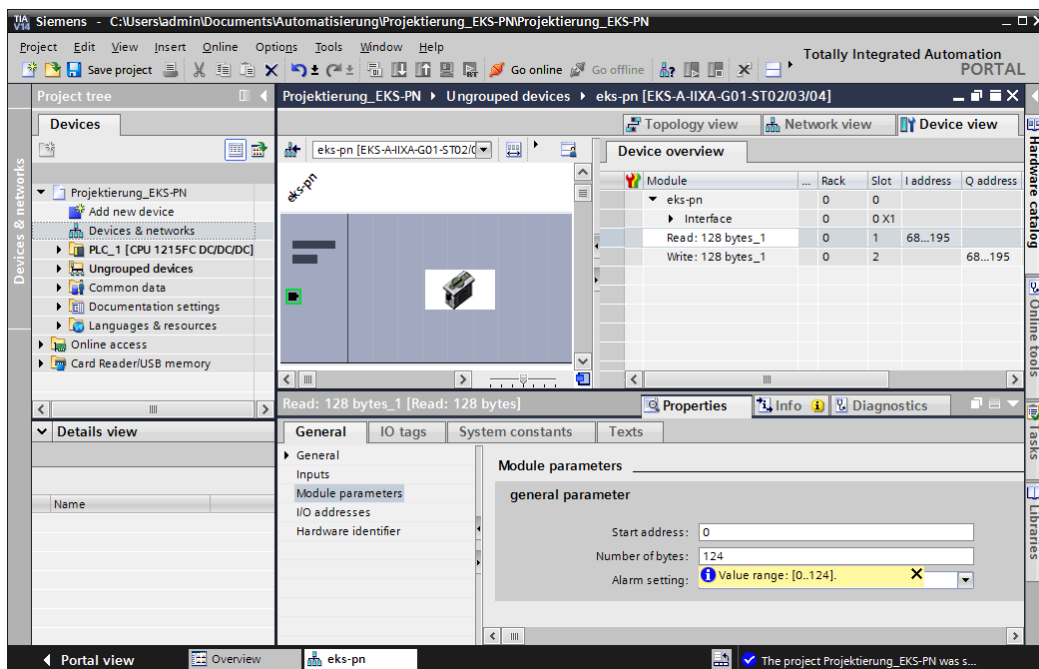 TIA V14 Siemens - C:\Users\admin\Documents\Automatisierung\Projektierung_EKS-PN\Projektierung_EKS-PN
Project Edit View Insert Online Options Tools Window Help
Totally Integrated Automation
PORTAL
Save project
Go online
Go offline
Project tree
Projektierung_EKS-PN
Ungrouped devices
eks-pn [EKS-A-IIXA-G01-ST02/03/04]
Devices
Topology view
Network view
Device view
Devices & networks
eks-pn [EKS-A-IIXA-G01-ST02/0
Device overview
eks-pn
Module ... Rack Slot I address Q address
eks-pn 0 0
Interface 0 0 X1
Read: 128 bytes_1 0 1 68...195
Write: 128 bytes_1 0 2 68...195
Projektierung_EKS-PN
Add new device
Devices & networks
PLC_1 [CPU 1215FC DC/DC/DC]
Ungrouped devices
Common data
Documentation settings
Languages & resources
Online access
Card Reader/USB memory
Hardware catalog
Online tools
Tasks
Libraries
Details view
Name
Read: 128 bytes_1 [Read: 128 bytes]
Properties
Info
Diagnostics
General
IO tags
System constants
Texts
General
Inputs
Module parameters
I/O addresses
Hardware identifier
Module parameters
general parameter
Start address: 0
Number of bytes: 124
Alarm setting:
Value range: [0..124].
Portal view
Overview
eks-pn
The project Projektierung_EKS-PN was s...